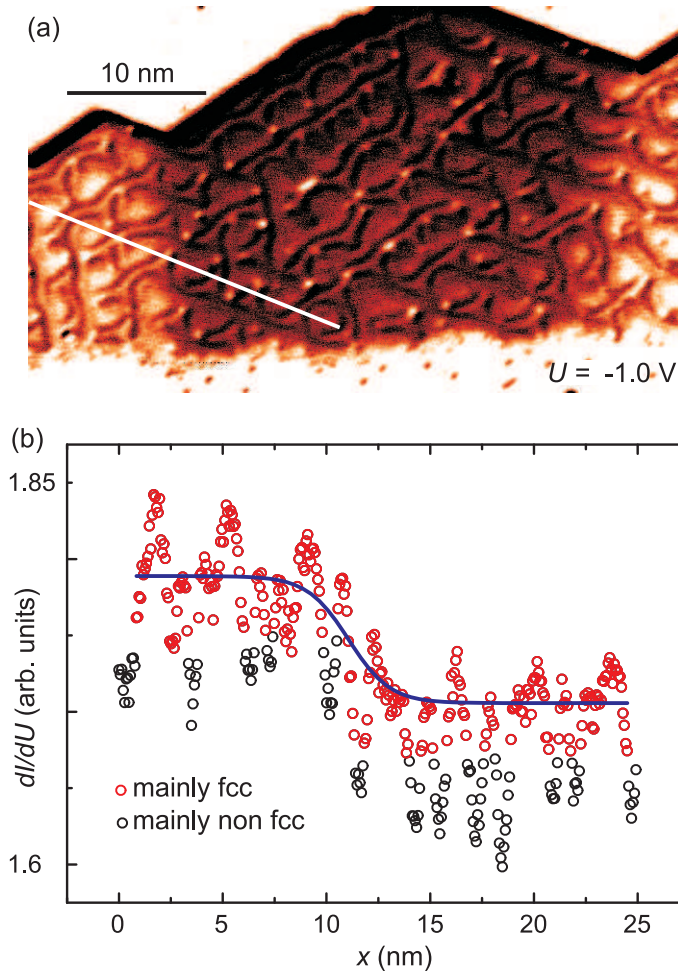 (a)
10 nm
U = -1.0 V
(b)
1.85
dI/dU (arb. units)
mainly fcc
mainly non fcc
1.6
0 5 10 15 20 25
x (nm)